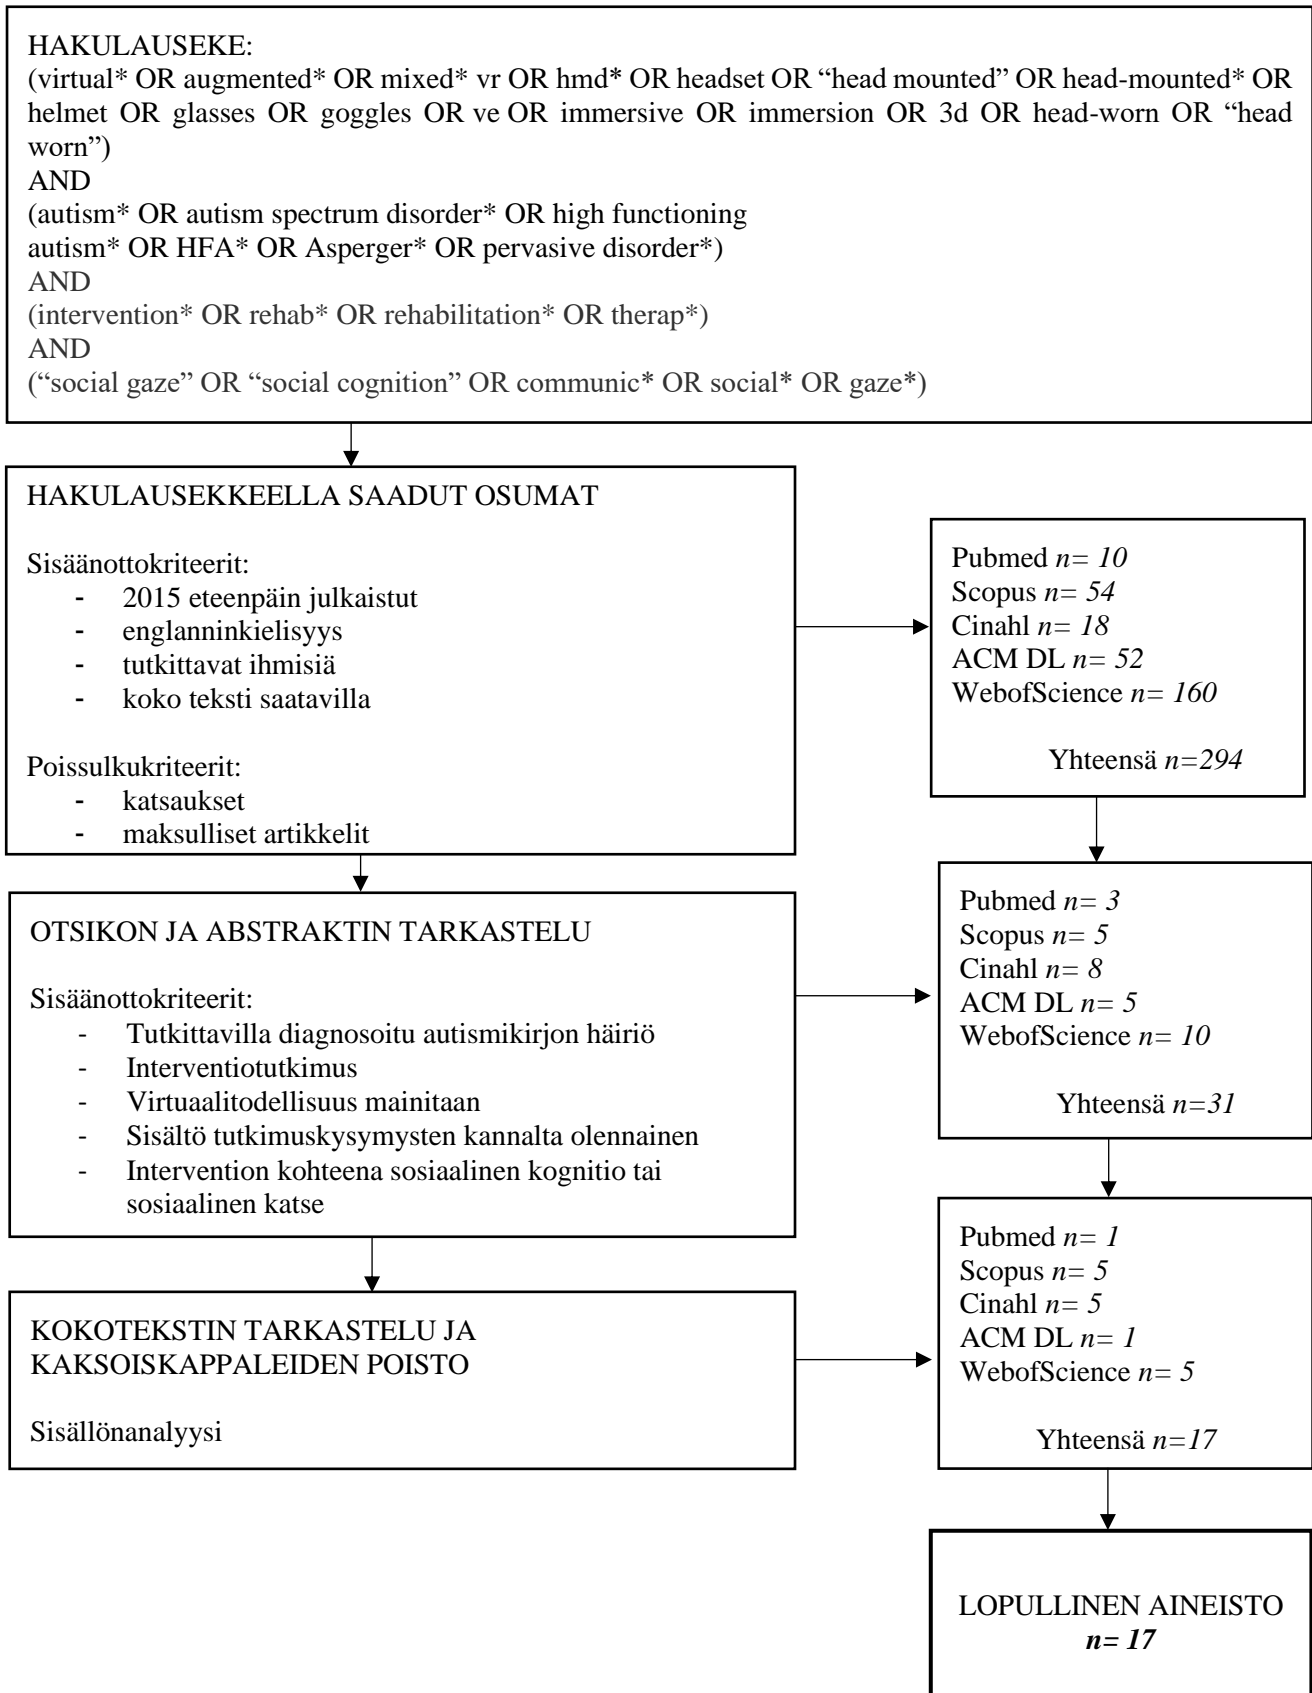 HAKULAUSEKE:
(virtual* OR augmented* OR mixed* vr OR hmd* OR headset OR “head mounted” OR head-mounted* OR
helmet OR glasses OR goggles OR ve OR immersive OR immersion OR 3d OR head-worn OR “head
worn”)
AND
(autism* OR autism spectrum disorder* OR high functioning
autism* OR HFA* OR Asperger* OR pervasive disorder*)
AND
(intervention* OR rehab* OR rehabilitation* OR therap*)
AND
(“social gaze” OR “social cognition” OR communic* OR social* OR gaze*)
HAKULAUSEKKEELLA SAADUT OSUMAT
Sisäänottokriteerit:
- 2015 eteenpäin julkaistut
- englanninkielisyys
- tutkittavat ihmisiä
- koko teksti saatavilla
Poissulkukriteerit:
- katsaukset
- maksulliset artikkelit
Pubmed n= 10
Scopus n= 54
Cinahl n= 18
ACM DL n= 52
WebofScience n= 160
Yhteensä n=294
OTSIKON JA ABSTRAKTIN TARKASTELU
Sisäänottokriteerit:
- Tutkittavilla diagnosoitu autismikirjon häiriö
- Interventiotutkimus
- Virtuaalitodellisuus mainitaan
- Sisältö tutkimuskysymysten kannalta olennainen
- Intervention kohteena sosiaalinen kognitio tai
sosiaalinen katse
Pubmed n= 3
Scopus n= 5
Cinahl n= 8
ACM DL n= 5
WebofScience n= 10
Yhteensä n=31
KOKOTEKSTIN TARKASTELU JA
KAKSOISKAPPALEIDEN POISTO
Sisällönanalyysi
Pubmed n= 1
Scopus n= 5
Cinahl n= 5
ACM DL n= 1
WebofScience n= 5
Yhteensä n=17
LOPULLINEN AINEISTO
n= 17